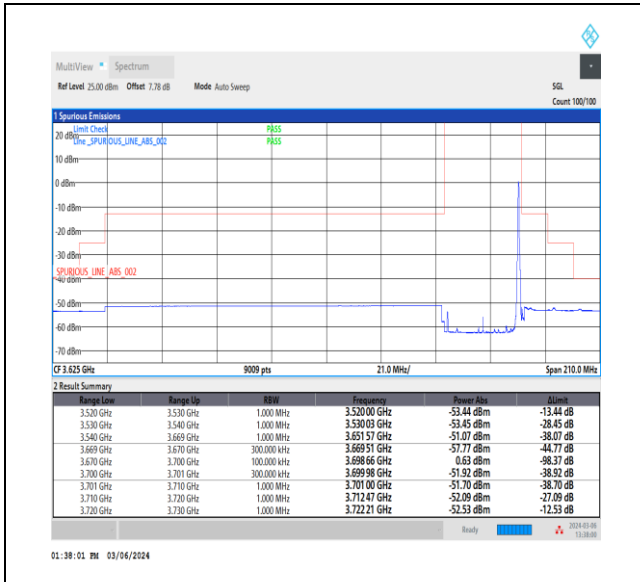 MultiView Spectrum
Ref Level 25.00 dBm Offset 7.78 dB Mode Auto Sweep SGL
Count 100/100
1 Spurious Emissions
Limit Check PASS
20 dBm
Line _SPURIOUS_LINE_ABS_002 PASS
10 dBm
0 dBm
-10 dBm
-20 dBm
-30 dBm
SPURIOUS_LINE_ABS_002
-40 dBm
-50 dBm
-60 dBm
-70 dBm
CF 3.625 GHz 9009 pts 21.0 MHz/ Span 210.0 MHz
2 Result Summary
Range Low Range Up RBW Frequency Power Abs ΔLimit
3.520 GHz 3.530 GHz 1.000 MHz 3.520 00 GHz -53.44 dBm -13.44 dB
3.530 GHz 3.540 GHz 1.000 MHz 3.530 03 GHz -53.45 dBm -28.45 dB
3.540 GHz 3.669 GHz 1.000 MHz 3.651 57 GHz -51.07 dBm -38.07 dB
3.669 GHz 3.670 GHz 300.000 kHz 3.669 51 GHz -57.77 dBm -44.77 dB
3.670 GHz 3.700 GHz 100.000 kHz 3.698 66 GHz 0.63 dBm -98.37 dB
3.700 GHz 3.701 GHz 300.000 kHz 3.699 98 GHz -51.92 dBm -38.92 dB
3.701 GHz 3.710 GHz 1.000 MHz 3.701 00 GHz -51.70 dBm -38.70 dB
3.710 GHz 3.720 GHz 1.000 MHz 3.712 47 GHz -52.09 dBm -27.09 dB
3.720 GHz 3.730 GHz 1.000 MHz 3.722 21 GHz -52.53 dBm -12.53 dB
Ready 2024-03-06
13:38:00
01:38:01 PM 03/06/2024